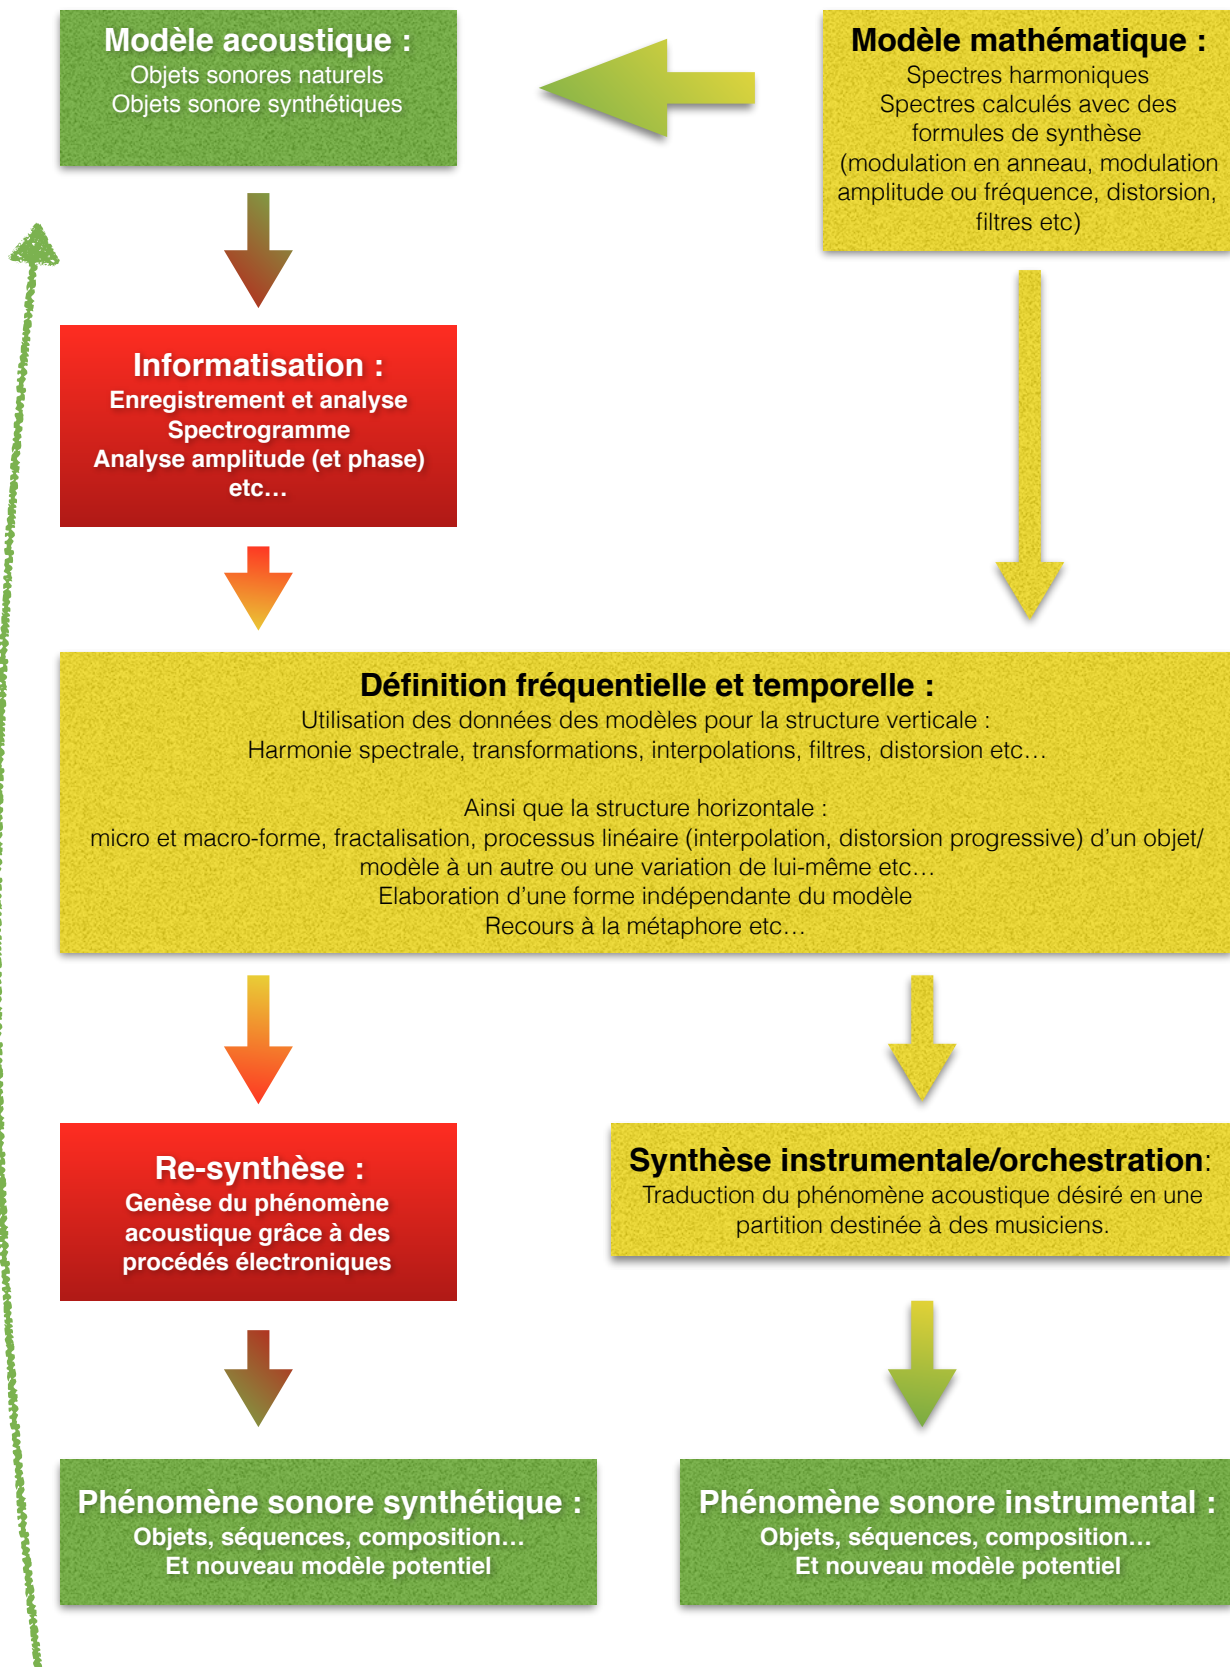 Modèle acoustique :
Objets sonores naturels
Objets sonore synthétiques
Modèle mathématique :
Spectres harmoniques
Spectres calculés avec des
formules de synthèse
(modulation en anneau, modulation
amplitude ou fréquence, distorsion,
filtres etc)
Informatisation :
Enregistrement et analyse
Spectrogramme
Analyse amplitude (et phase)
etc…
Définition fréquentielle et temporelle :
Utilisation des données des modèles pour la structure verticale :
Harmonie spectrale, transformations, interpolations, filtres, distorsion etc…
Ainsi que la structure horizontale :
micro et macro-forme, fractalisation, processus linéaire (interpolation, distorsion progressive) d’un objet/
modèle à un autre ou une variation de lui-même etc…
Elaboration d’une forme indépendante du modèle
Recours à la métaphore etc…
Re-synthèse :
Genèse du phénomène
acoustique grâce à des
procédés électroniques
Synthèse instrumentale/orchestration:
Traduction du phénomène acoustique désiré en une
partition destinée à des musiciens.
Phénomène sonore synthétique :
Objets, séquences, composition…
Et nouveau modèle potentiel
Phénomène sonore instrumental :
Objets, séquences, composition…
Et nouveau modèle potentiel